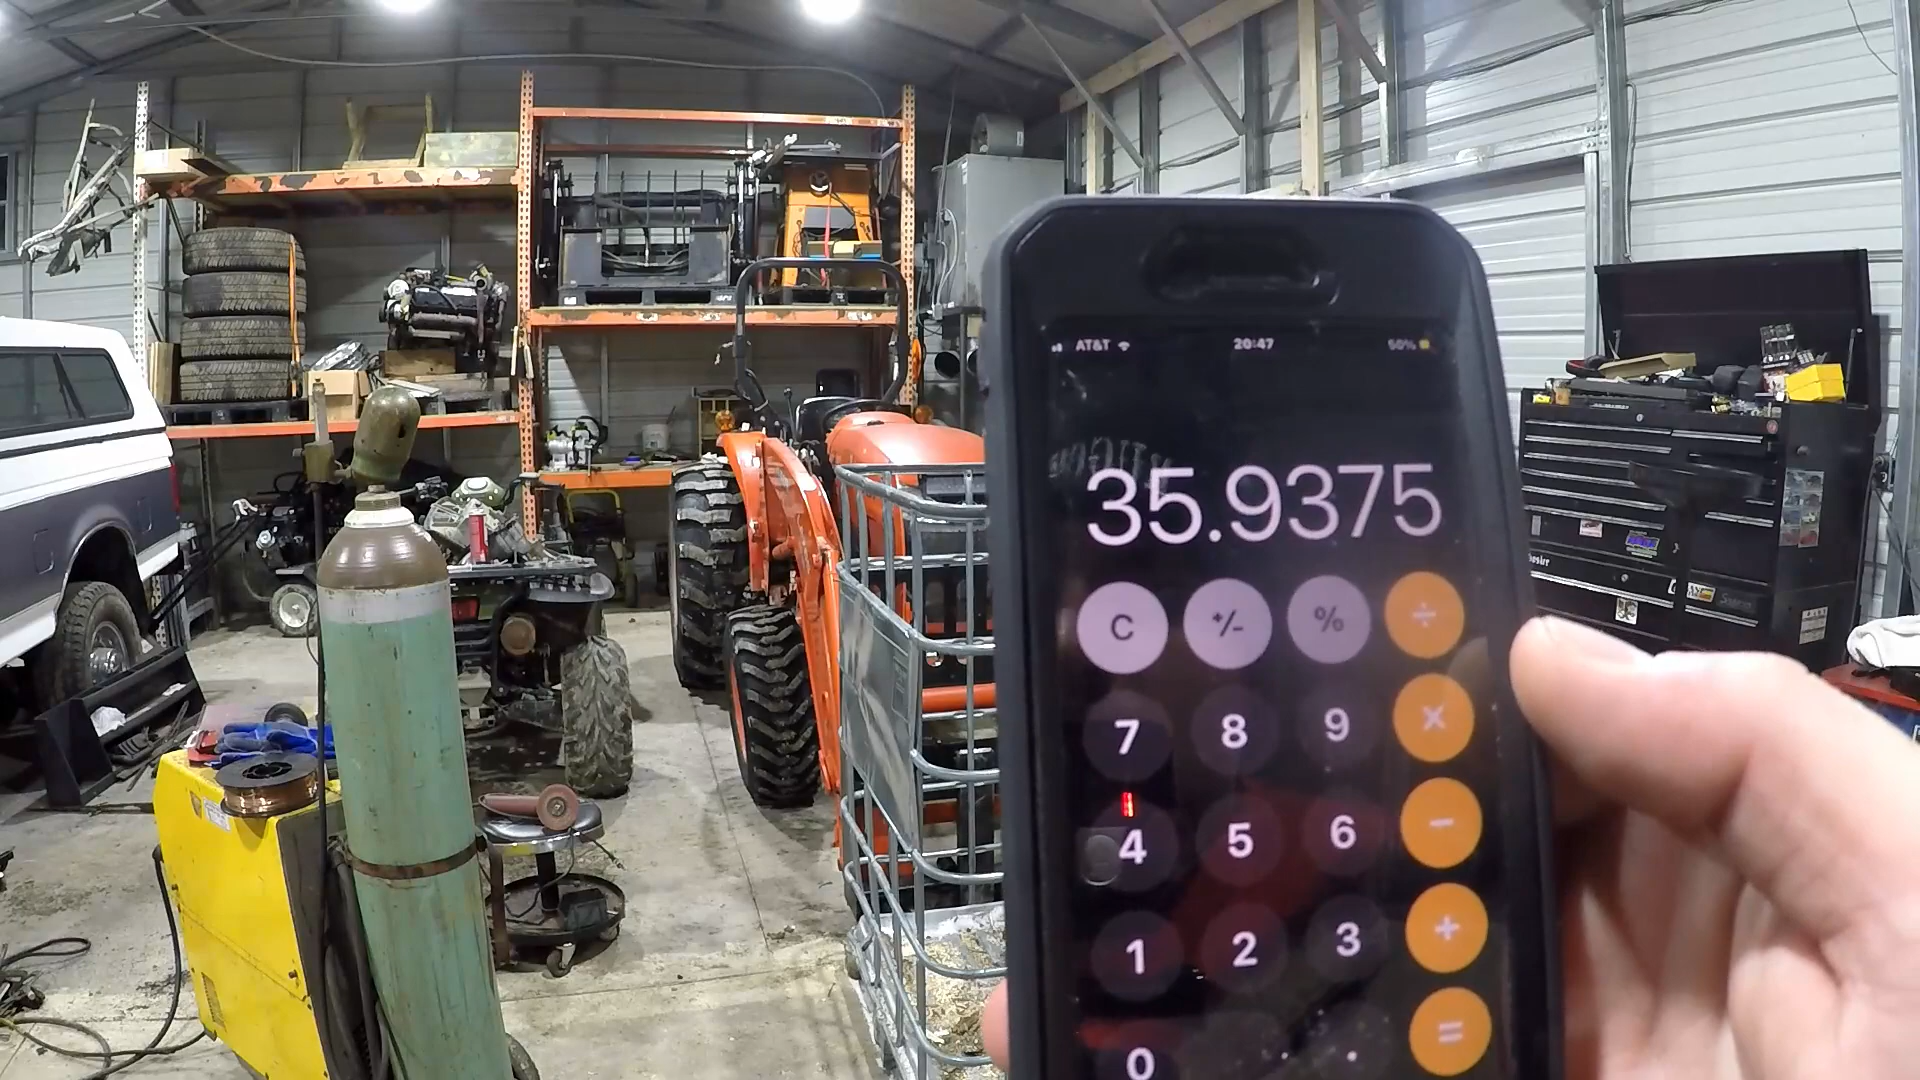 AT&T 20:47 50%
35.9375
C +/- % ÷
7 8 9 ×
4 5 6 −
1 2 3 +
0 . =